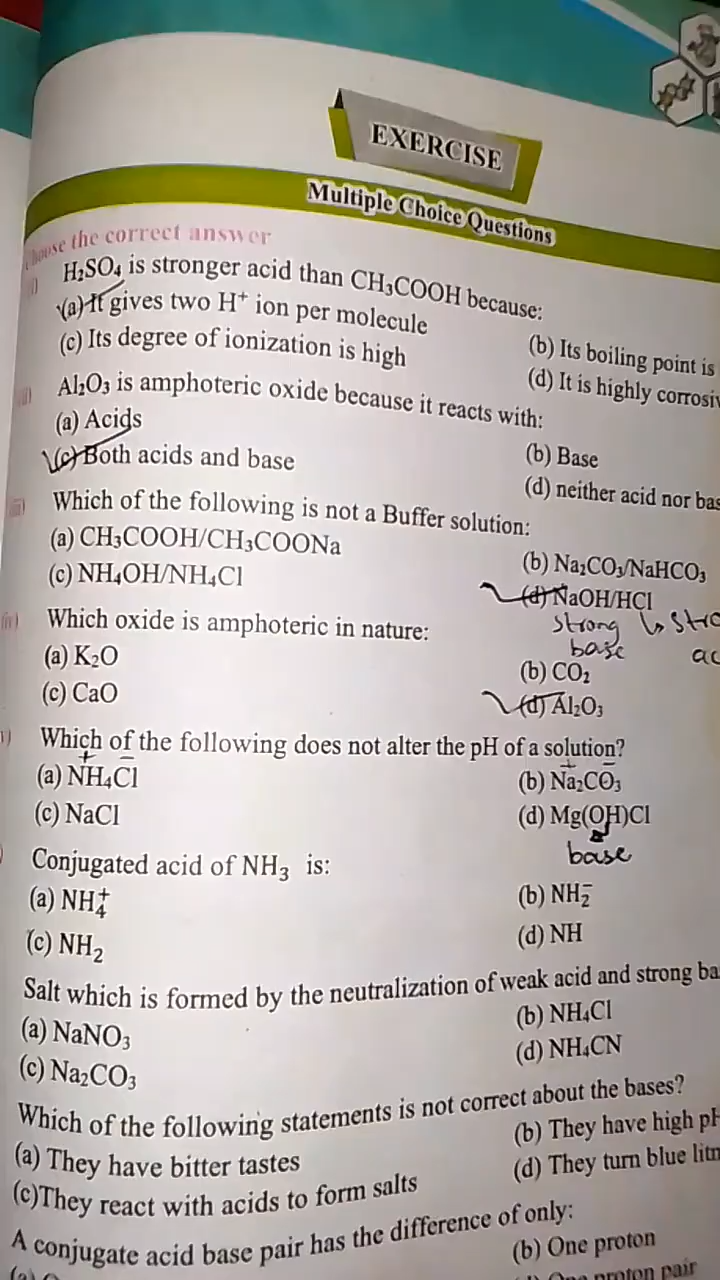 EXERCISE
Multiple Choice Questions
Choose the correct answer
i) H₂SO₄ is stronger acid than CH₃COOH because:
(a) It gives two H⁺ ion per molecule
(b) Its boiling point is
(c) Its degree of ionization is high
(d) It is highly
ii) Al₂O₃ is amphoteric oxide because it reacts with:
(a) Acids
(b) Base
(c) Both acids and base
(d) neither acid nor
iii) Which of the following is not a Buffer solution:
(a) CH₃COOH/CH₃COONa
(b) Na₂CO₃/NaHCO₃
(c) NH₄OH/NH₄Cl
(d) NaOH/HCl
strong
base
iv) Which oxide is amphoteric in nature:
(a) K₂O
(b) CO₂
(c) CaO
(d) Al₂O₃
v) Which of the following does not alter the pH of a solution?
(a) NH₄Cl + −
(b) Na₂CO₃ + −
(c) NaCl
(d) Mg(OH)Cl
base
) Conjugated acid of NH₃ is:
(a) NH₄⁺
(b) NH₂⁻
(c) NH₂
(d) NH
Salt which is formed by the neutralization of weak acid and strong
(a) NaNO₃
(b) NH₄Cl
(c) Na₂CO₃
(d) NH₄CN
Which of the following statements is not correct about the bases?
(a) They have bitter tastes
(b) They have high
(c)They react with acids to form salts
(d) They turn blue
A conjugate acid base pair has the difference of only:
(b) One proton
One proton pair